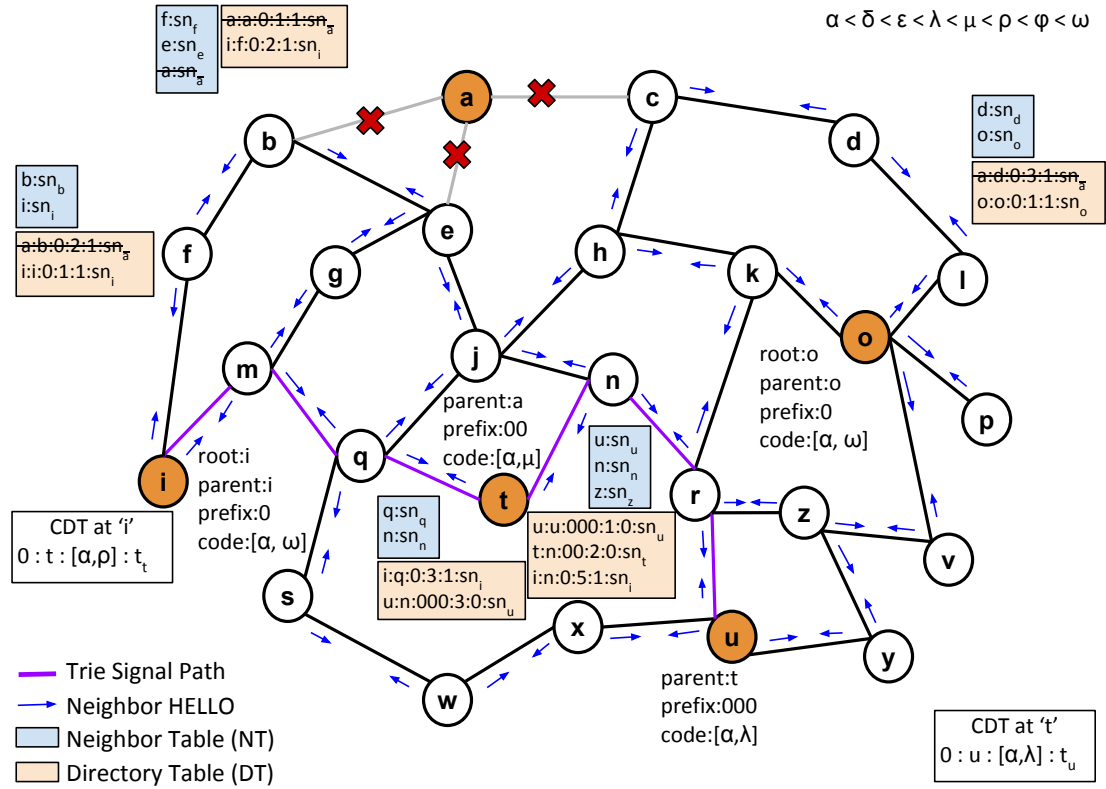 f:sn_f
e:sn_e
a:sn_a̅
a:a:0:1:1:sn_a̅
i:f:0:2:1:sn_i
α < δ < ε < λ < μ < ρ < φ < ω
a
c
b
d
d:sn_d
o:sn_o
a:d:0:3:1:sn_a̅
o:o:0:1:1:sn_o
b:sn_b
i:sn_i
a:b:0:2:1:sn_a̅
i:i:0:1:1:sn_i
f
e
g
h
k
l
o
m
j
n
p
root:o
parent:o
prefix:0
code:[α, ω]
parent:a
prefix:00
code:[α,μ]
q
i
t
r
z
v
root:i
parent:i
prefix:0
code:[α, ω]
u:sn_u
n:sn_n
z:sn_z
q:sn_q
n:sn_n
u:u:000:1:0:sn_u
t:n:00:2:0:sn_t
i:n:0:5:1:sn_i
i:q:0:3:1:sn_i
u:n:000:3:0:sn_u
CDT at ‘i’
0 : t : [α,ρ] : t_t
s
x
u
y
w
parent:t
prefix:000
code:[α,λ]
Trie Signal Path
Neighbor HELLO
Neighbor Table (NT)
Directory Table (DT)
CDT at ‘t’
0 : u : [α,λ] : t_u